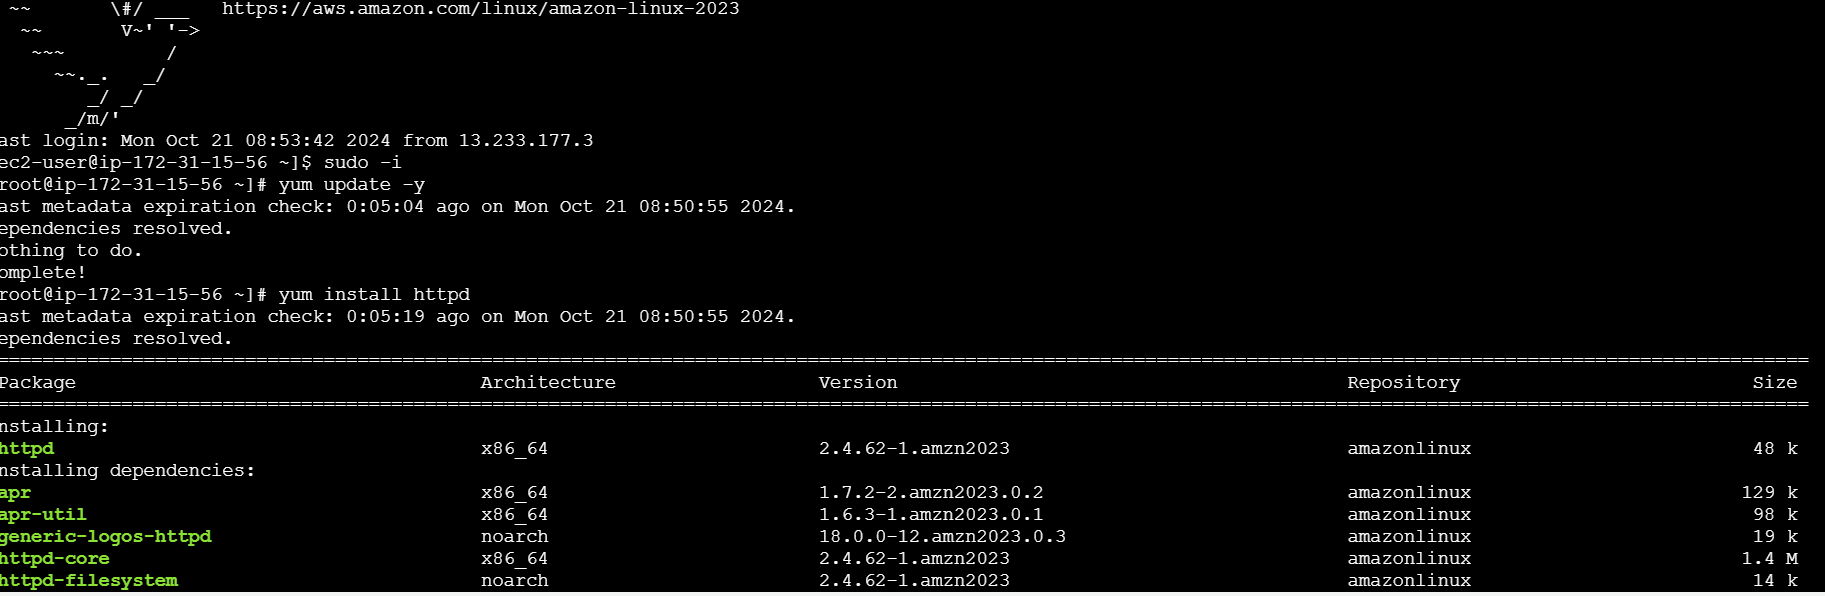 ~~       \#/ ___   https://aws.amazon.com/linux/amazon-linux-2023
~~       V~' '->
~~~         /
~~._.   _/
_/ _/
_/m/'
ast login: Mon Oct 21 08:53:42 2024 from 13.233.177.3
ec2-user@ip-172-31-15-56 ~]$ sudo -i
root@ip-172-31-15-56 ~]# yum update -y
ast metadata expiration check: 0:05:04 ago on Mon Oct 21 08:50:55 2024.
ependencies resolved.
othing to do.
omplete!
root@ip-172-31-15-56 ~]# yum install httpd
ast metadata expiration check: 0:05:19 ago on Mon Oct 21 08:50:55 2024.
ependencies resolved.
Package Architecture Version Repository Size
nstalling:
httpd x86_64 2.4.62-1.amzn2023 amazonlinux 48 k
nstalling dependencies:
apr x86_64 1.7.2-2.amzn2023.0.2 amazonlinux 129 k
apr-util x86_64 1.6.3-1.amzn2023.0.1 amazonlinux 98 k
generic-logos-httpd noarch 18.0.0-12.amzn2023.0.3 amazonlinux 19 k
httpd-core x86_64 2.4.62-1.amzn2023 amazonlinux 1.4 M
httpd-filesystem noarch 2.4.62-1.amzn2023 amazonlinux 14 k